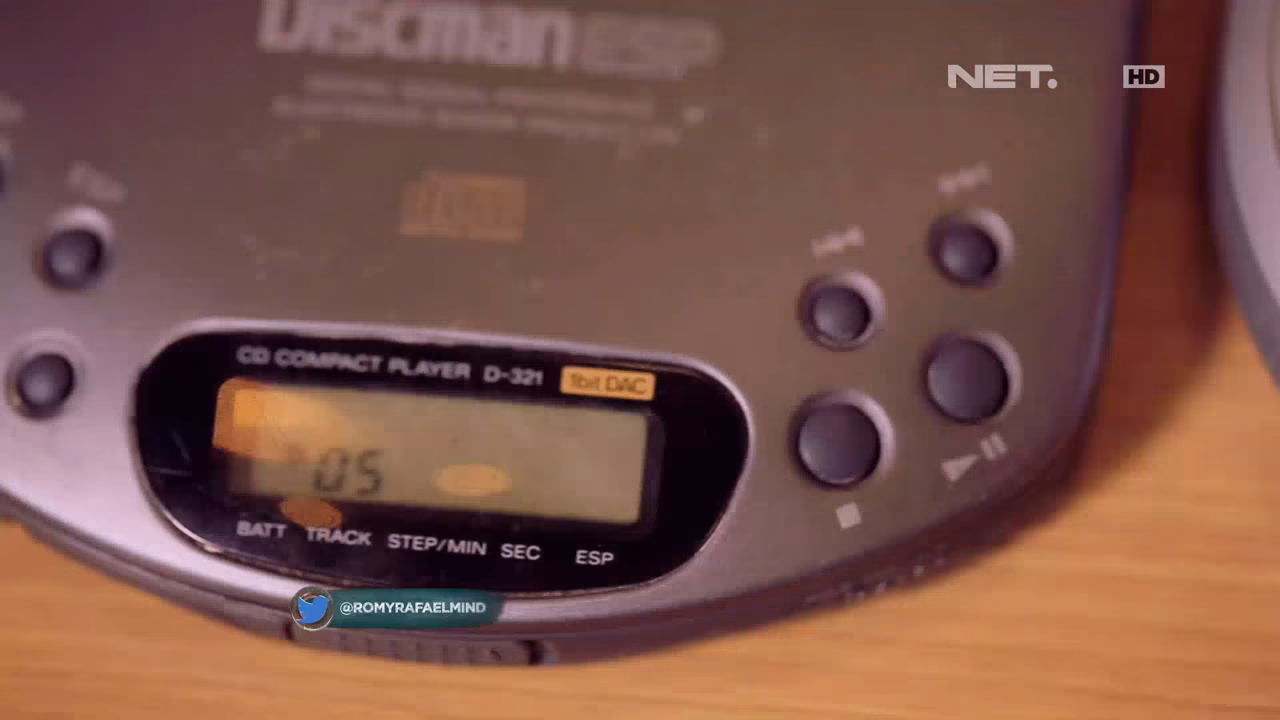 Discman ESP
NET. HD
CD COMPACT PLAYER D-321 1bit DAC
05
BATT TRACK STEP/MIN SEC ESP
@ROMYRAFAELMIND